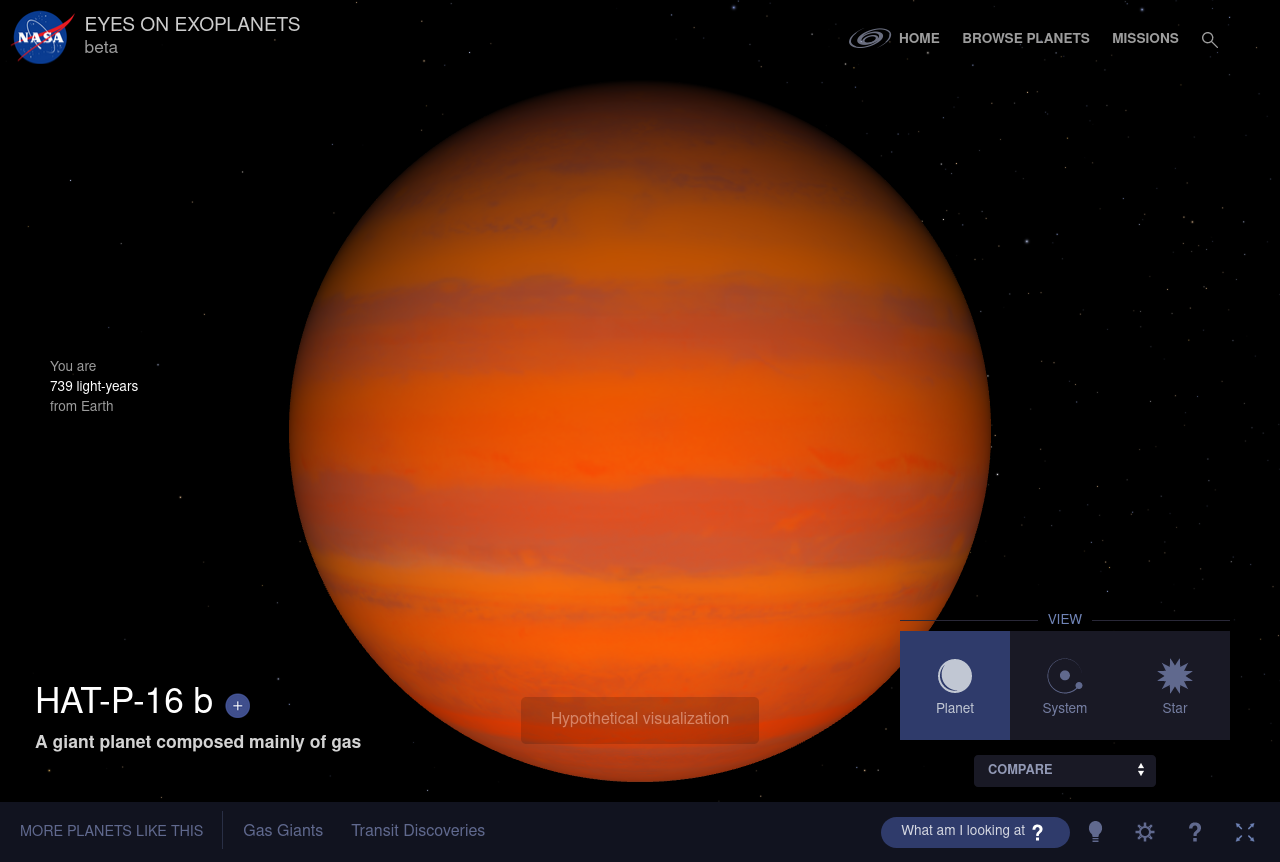 NASA
EYES ON EXOPLANETS
beta
HOME
BROWSE PLANETS
MISSIONS
You are
739 light-years
from Earth
VIEW
Planet
System
Star
HAT-P-16 b +
A giant planet composed mainly of gas
Hypothetical visualization
COMPARE
MORE PLANETS LIKE THIS
Gas Giants
Transit Discoveries
What am I looking at ?
?